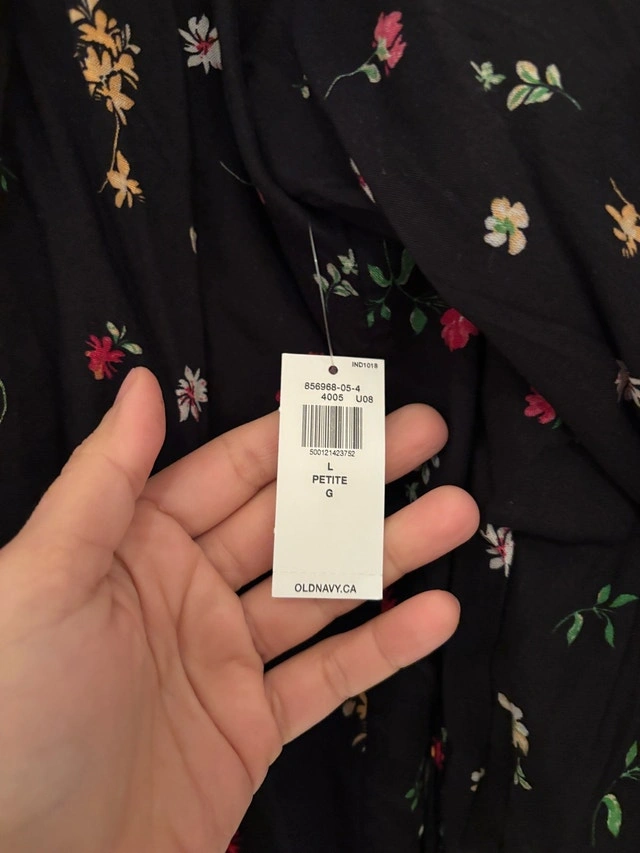 IND1018
856968-05-4
4005 U08
500121423752
L
PETITE
G
OLDNAVY.CA